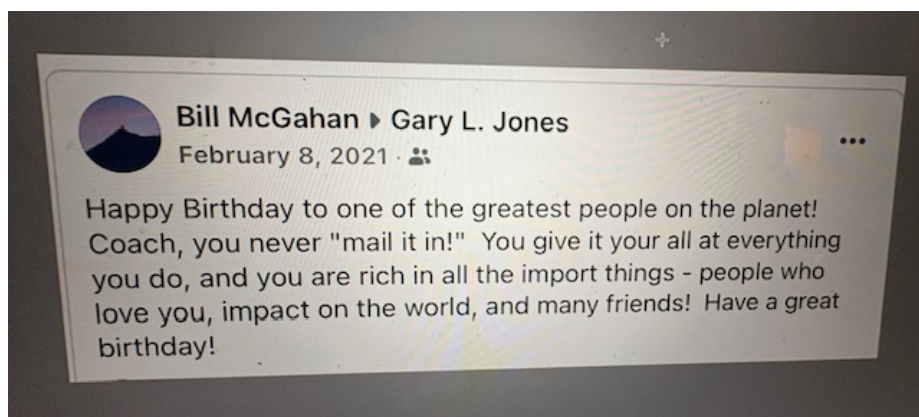 Bill McGahan ▸ Gary L. Jones
February 8, 2021 ·
Happy Birthday to one of the greatest people on the planet!
Coach, you never "mail it in!" You give it your all at everything
you do, and you are rich in all the import things - people who
love you, impact on the world, and many friends! Have a great
birthday!